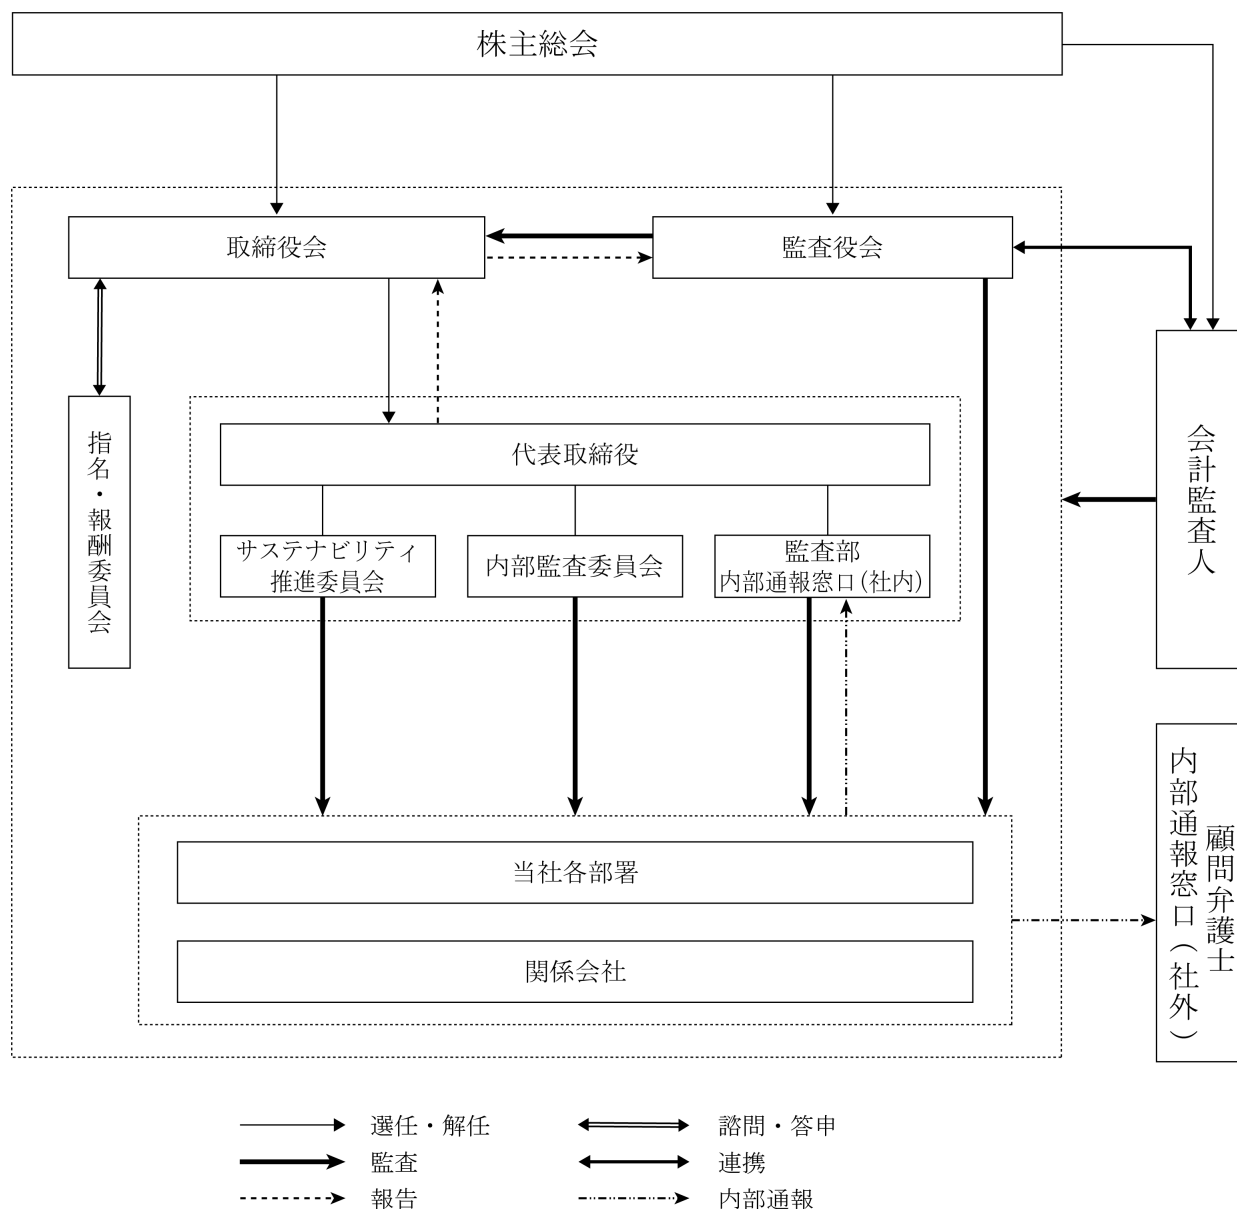 株主総会
取締役会
監査役会
指名・報酬委員会
代表取締役
サステナビリティ
推進委員会
内部監査委員会
監査部
内部通報窓口(社内)
会計監査人
顧問弁護士
内部通報窓口(社外)
当社各部署
関係会社
選任・解任
諮問・答申
監査
連携
報告
内部通報